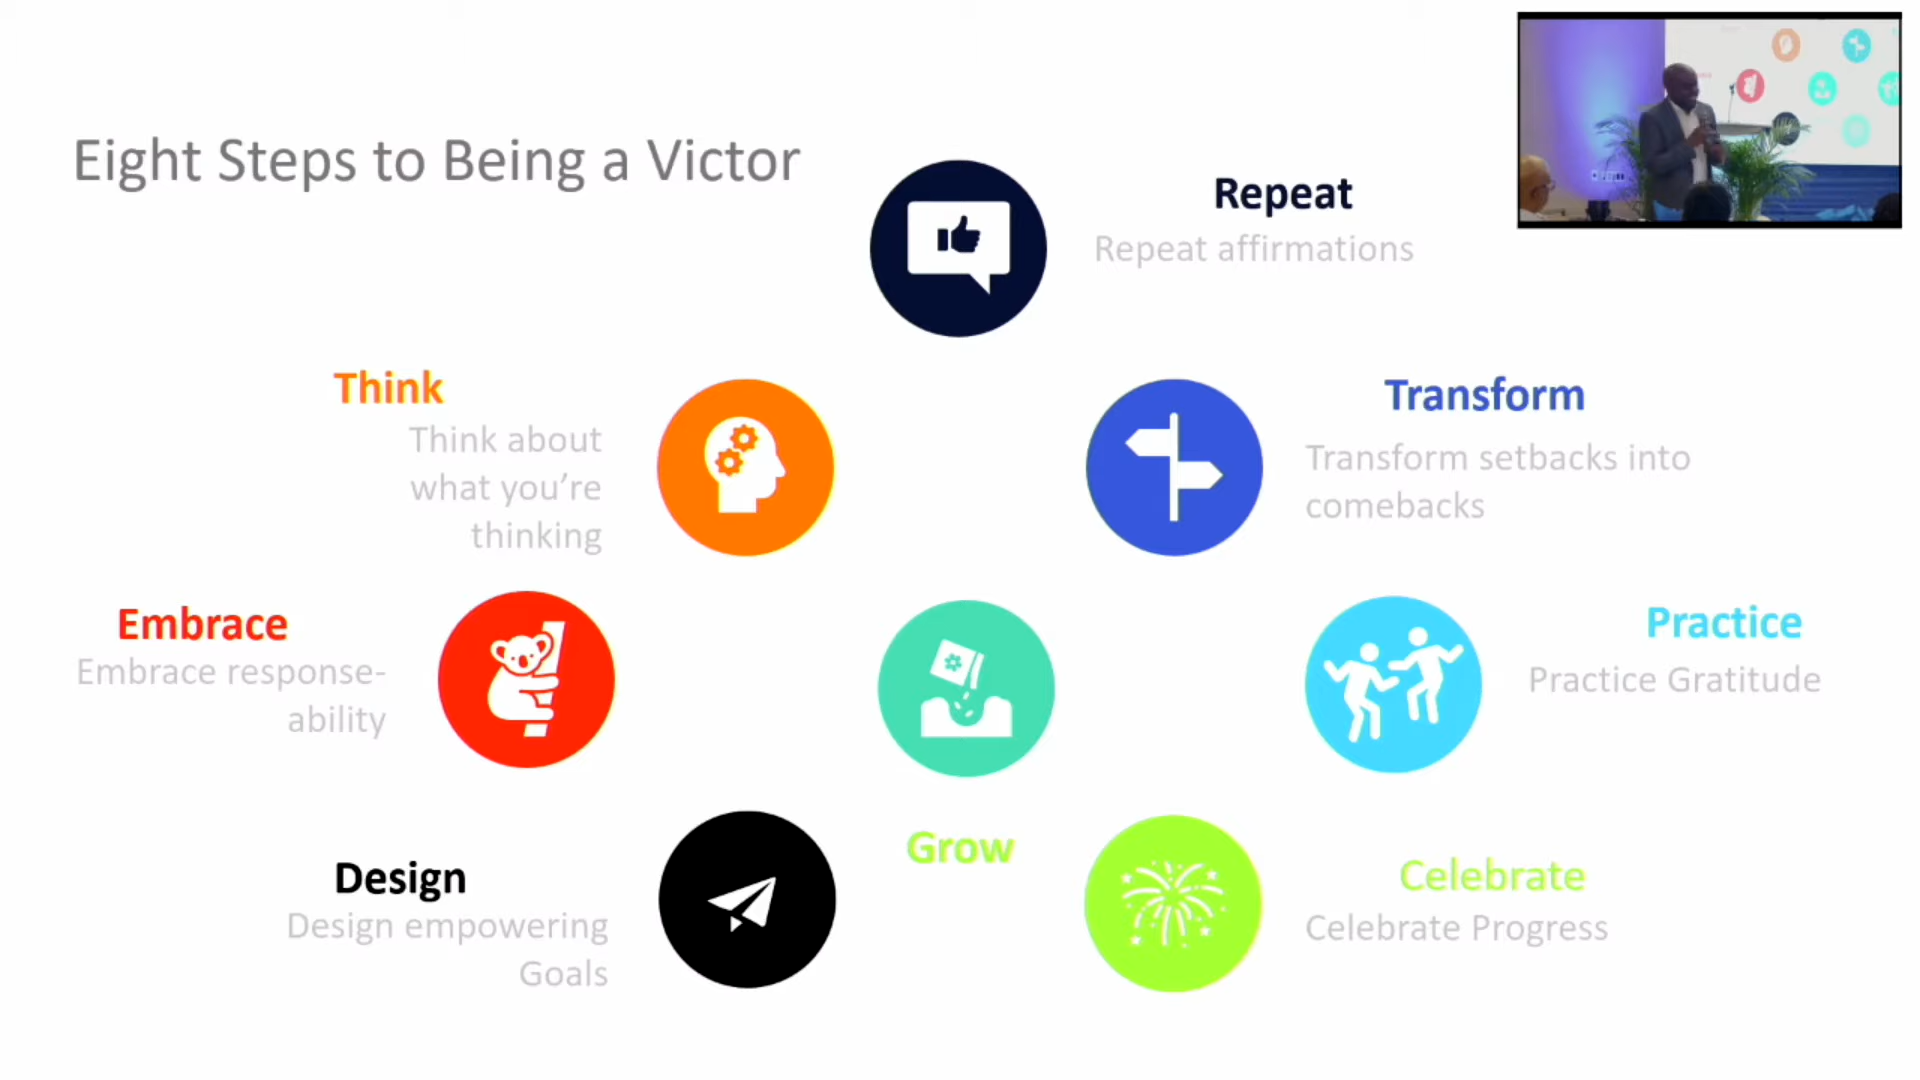 Eight Steps to Being a Victor
Repeat
Repeat affirmations
Think
Think about
what you're
thinking
Transform
Transform setbacks into
comebacks
Embrace
Embrace response-
ability
Practice
Practice Gratitude
Grow
Design
Design empowering
Goals
Celebrate
Celebrate Progress